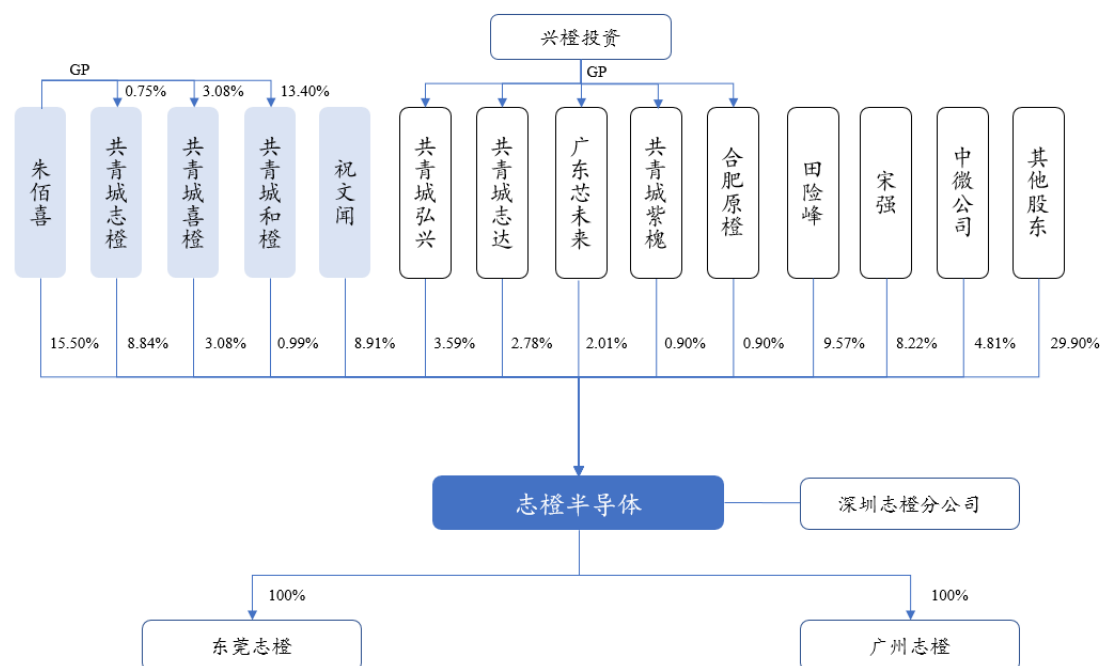 兴橙投资
GP
GP
0.75%
3.08%
13.40%
朱佰喜
共青城志橙
共青城喜橙
共青城和橙
祝文闻
共青城弘兴
共青城志达
广东芯未来
共青城紫槐
合肥原橙
田险峰
宋强
中微公司
其他股东
15.50%
8.84%
3.08%
0.99%
8.91%
3.59%
2.78%
2.01%
0.90%
0.90%
9.57%
8.22%
4.81%
29.90%
志橙半导体
深圳志橙分公司
100%
100%
东莞志橙
广州志橙